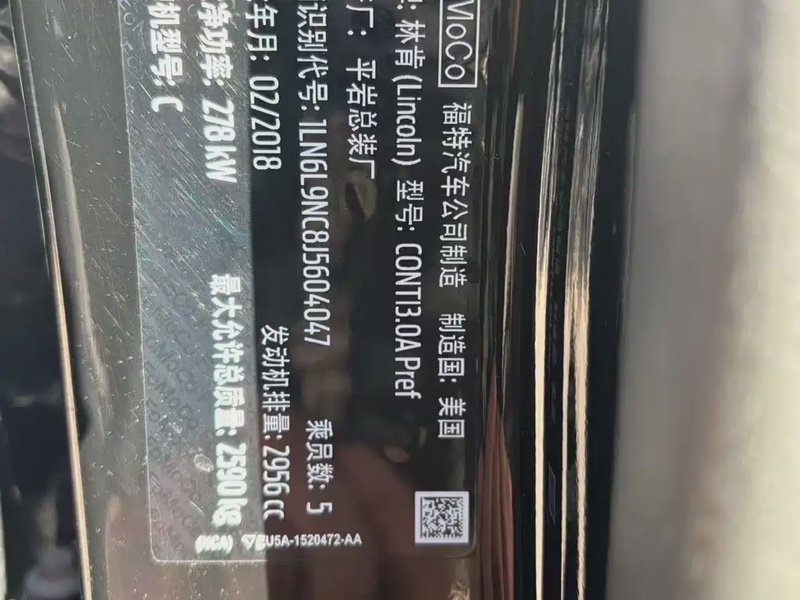 MoCo 福特汽车公司制造 制造国: 美国
林肯 (Lincoln) 型号: CONTI3.0A Pref
厂: 平岩总装厂
识别代号: 1LN6L9NC8J5604047 乘员数: 5
年月: 02/2018 发动机排量: 2956 cc
净功率: 278 kW 最大允许总质量: 2590 kg
机型号: C
(NCA) EU5A-1520472-AA